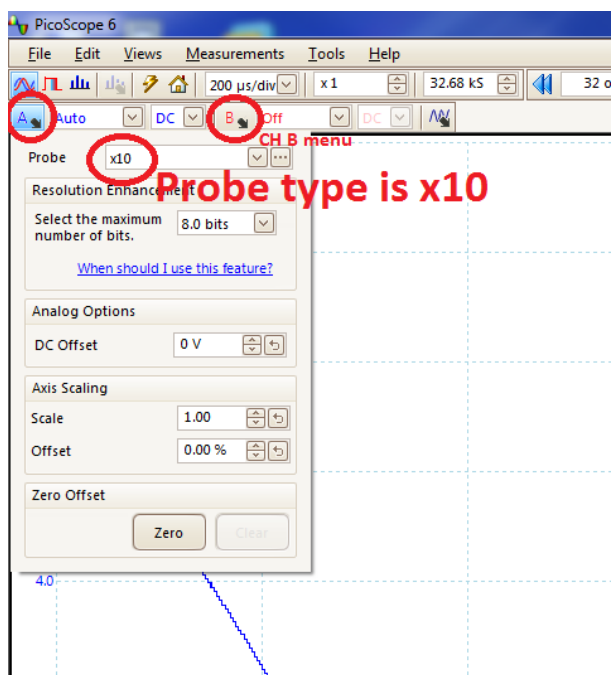 PicoScope 6
File Edit Views Measurements Tools Help
200 µs/div x 1 32.68 kS 32 o
A Auto DC B Off DC
CH B menu
Probe x10
Probe type is x10
Resolution Enhancement
Select the maximum 8.0 bits
number of bits.
When should I use this feature?
Analog Options
DC Offset 0 V
Axis Scaling
Scale 1.00
Offset 0.00 %
Zero Offset
Zero Clear
4.0